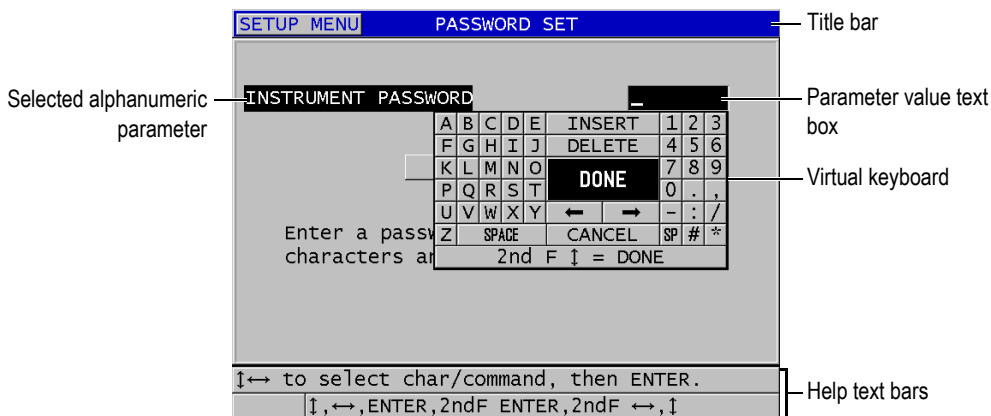 SETUP MENU PASSWORD SET
Title bar
Selected alphanumeric
parameter
INSTRUMENT PASSWORD _
Parameter value text
box
A B C D E INSERT 1 2 3
F G H I J DELETE 4 5 6
K L M N O DONE 7 8 9
Virtual keyboard
P Q R S T 0 . ,
U V W X Y ← → - : /
Enter a passw
Z SPACE CANCEL SP # *
characters ar
2nd F ↕ = DONE
↕↔ to select char/command, then ENTER.
Help text bars
↕,↔,ENTER,2ndF ENTER,2ndF ↔,↕